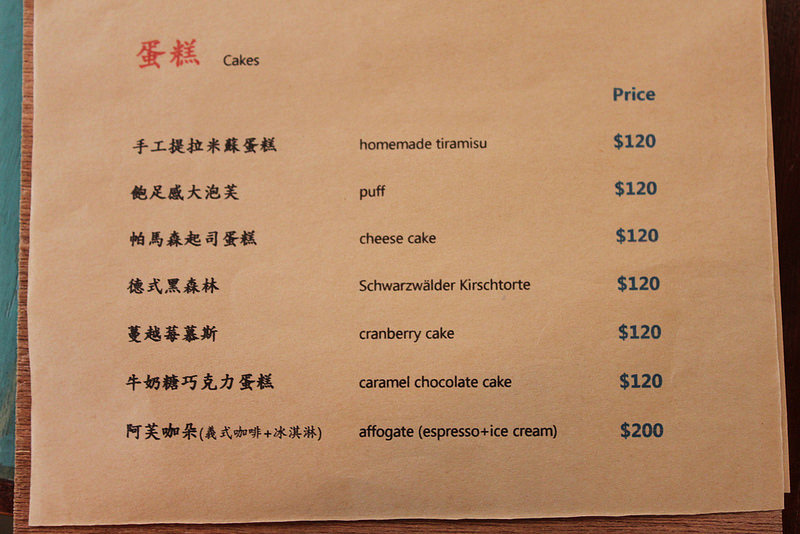 蛋糕 Cakes
Price
手工提拉米蘇蛋糕 homemade tiramisu $120
飽足感大泡芙 puff $120
帕馬森起司蛋糕 cheese cake $120
德式黑森林 Schwarzwälder Kirschtorte $120
蔓越莓慕斯 cranberry cake $120
牛奶糖巧克力蛋糕 caramel chocolate cake $120
阿芙咖朵(義式咖啡+冰淇淋) affogate (espresso+ice cream) $200